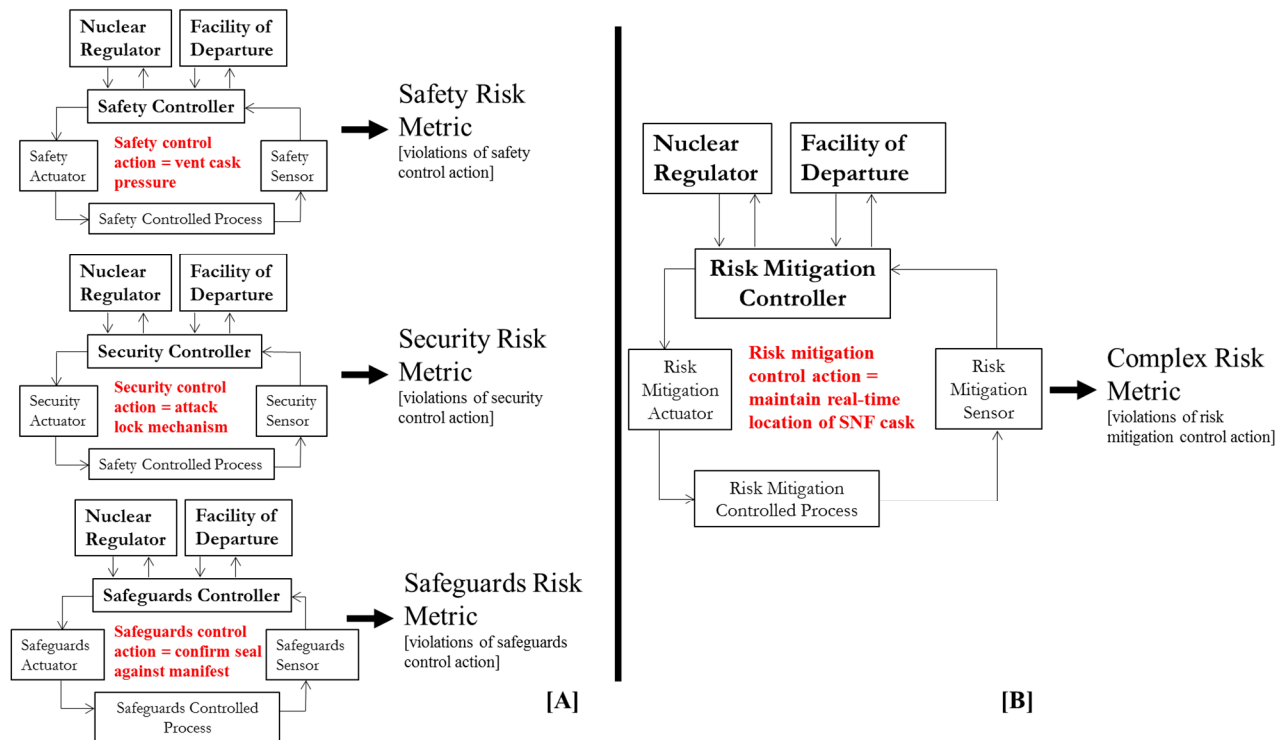 Nuclear
Regulator
Facility of
Departure
Safety Controller
Safety control
action = vent cask
pressure
Safety
Actuator
Safety
Sensor
Safety Controlled Process
Safety Risk
Metric
[violations of safety
control action]
Nuclear
Regulator
Facility of
Departure
Security Controller
Security control
action = attack
lock mechanism
Security
Actuator
Security
Sensor
Safety Controlled Process
Security Risk
Metric
[violations of security
control action]
Nuclear
Regulator
Facility of
Departure
Safeguards Controller
Safeguards control
action = confirm seal
against manifest
Safeguards
Actuator
Safeguards
Sensor
Safeguards Controlled
Process
Safeguards Risk
Metric
[violations of safeguards
control action]
[A]
Nuclear
Regulator
Facility of
Departure
Risk Mitigation
Controller
Risk
Mitigation
Actuator
Risk mitigation
control action =
maintain real-time
location of SNF cask
Risk
Mitigation
Sensor
Risk Mitigation
Controlled Process
Complex Risk
Metric
[violations of risk
mitigation control action]
[B]